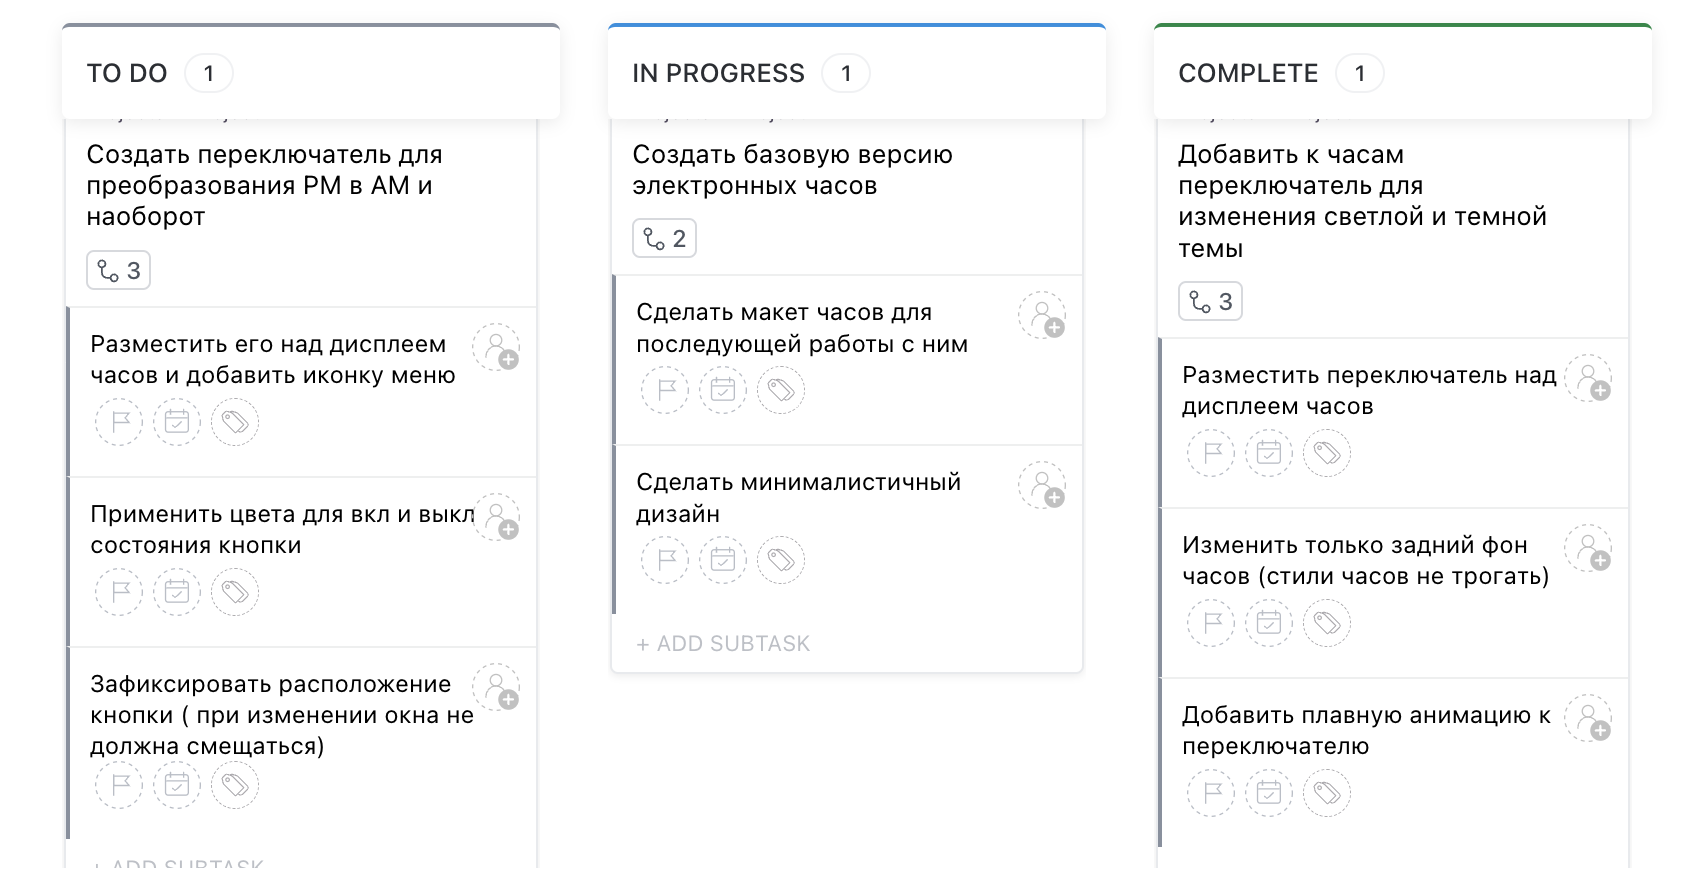 TO DO 1
Создать переключатель для
преобразования PM в AM и
наоборот
3
Разместить его над дисплеем
часов и добавить иконку меню
Применить цвета для вкл и выкл
состояния кнопки
Зафиксировать расположение
кнопки ( при изменении окна не
должна смещаться)
+ ADD SUBTASK
IN PROGRESS 1
Создать базовую версию
электронных часов
2
Сделать макет часов для
последующей работы с ним
Сделать минималистичный
дизайн
+ ADD SUBTASK
COMPLETE 1
Добавить к часам
переключатель для
изменения светлой и темной
темы
3
Разместить переключатель над
дисплеем часов
Изменить только задний фон
часов (стили часов не трогать)
Добавить плавную анимацию к
переключателю